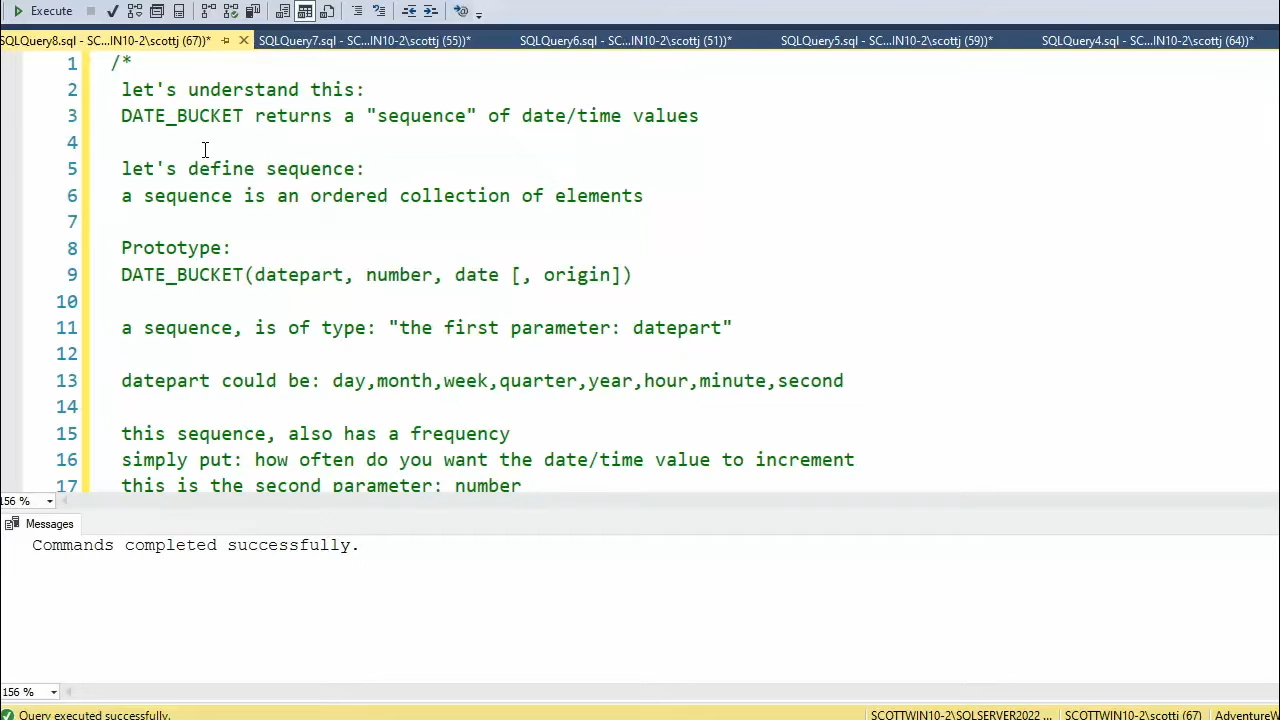 Execute
SQLQuery8.sql - SC...IN10-2\scottj (67))* SQLQuery7.sql - SC...IN10-2\scottj (55))* SQLQuery6.sql - SC...IN10-2\scottj (51))* SQLQuery5.sql - SC...IN10-2\scottj (59))* SQLQuery4.sql - SC...IN10-2\scottj (64))*
1 /*
2 let's understand this:
3 DATE_BUCKET returns a "sequence" of date/time values
4
5 let's define sequence:
6 a sequence is an ordered collection of elements
7
8 Prototype:
9 DATE_BUCKET(datepart, number, date [, origin])
10
11 a sequence, is of type: "the first parameter: datepart"
12
13 datepart could be: day,month,week,quarter,year,hour,minute,second
14
15 this sequence, also has a frequency
16 simply put: how often do you want the date/time value to increment
17 this is the second parameter: number
156 %
Messages
Commands completed successfully.
156 %
Query executed successfully. SCOTTWIN10-2\SQLSERVER2022 ... SCOTTWIN10-2\scottj (67) AdventureW